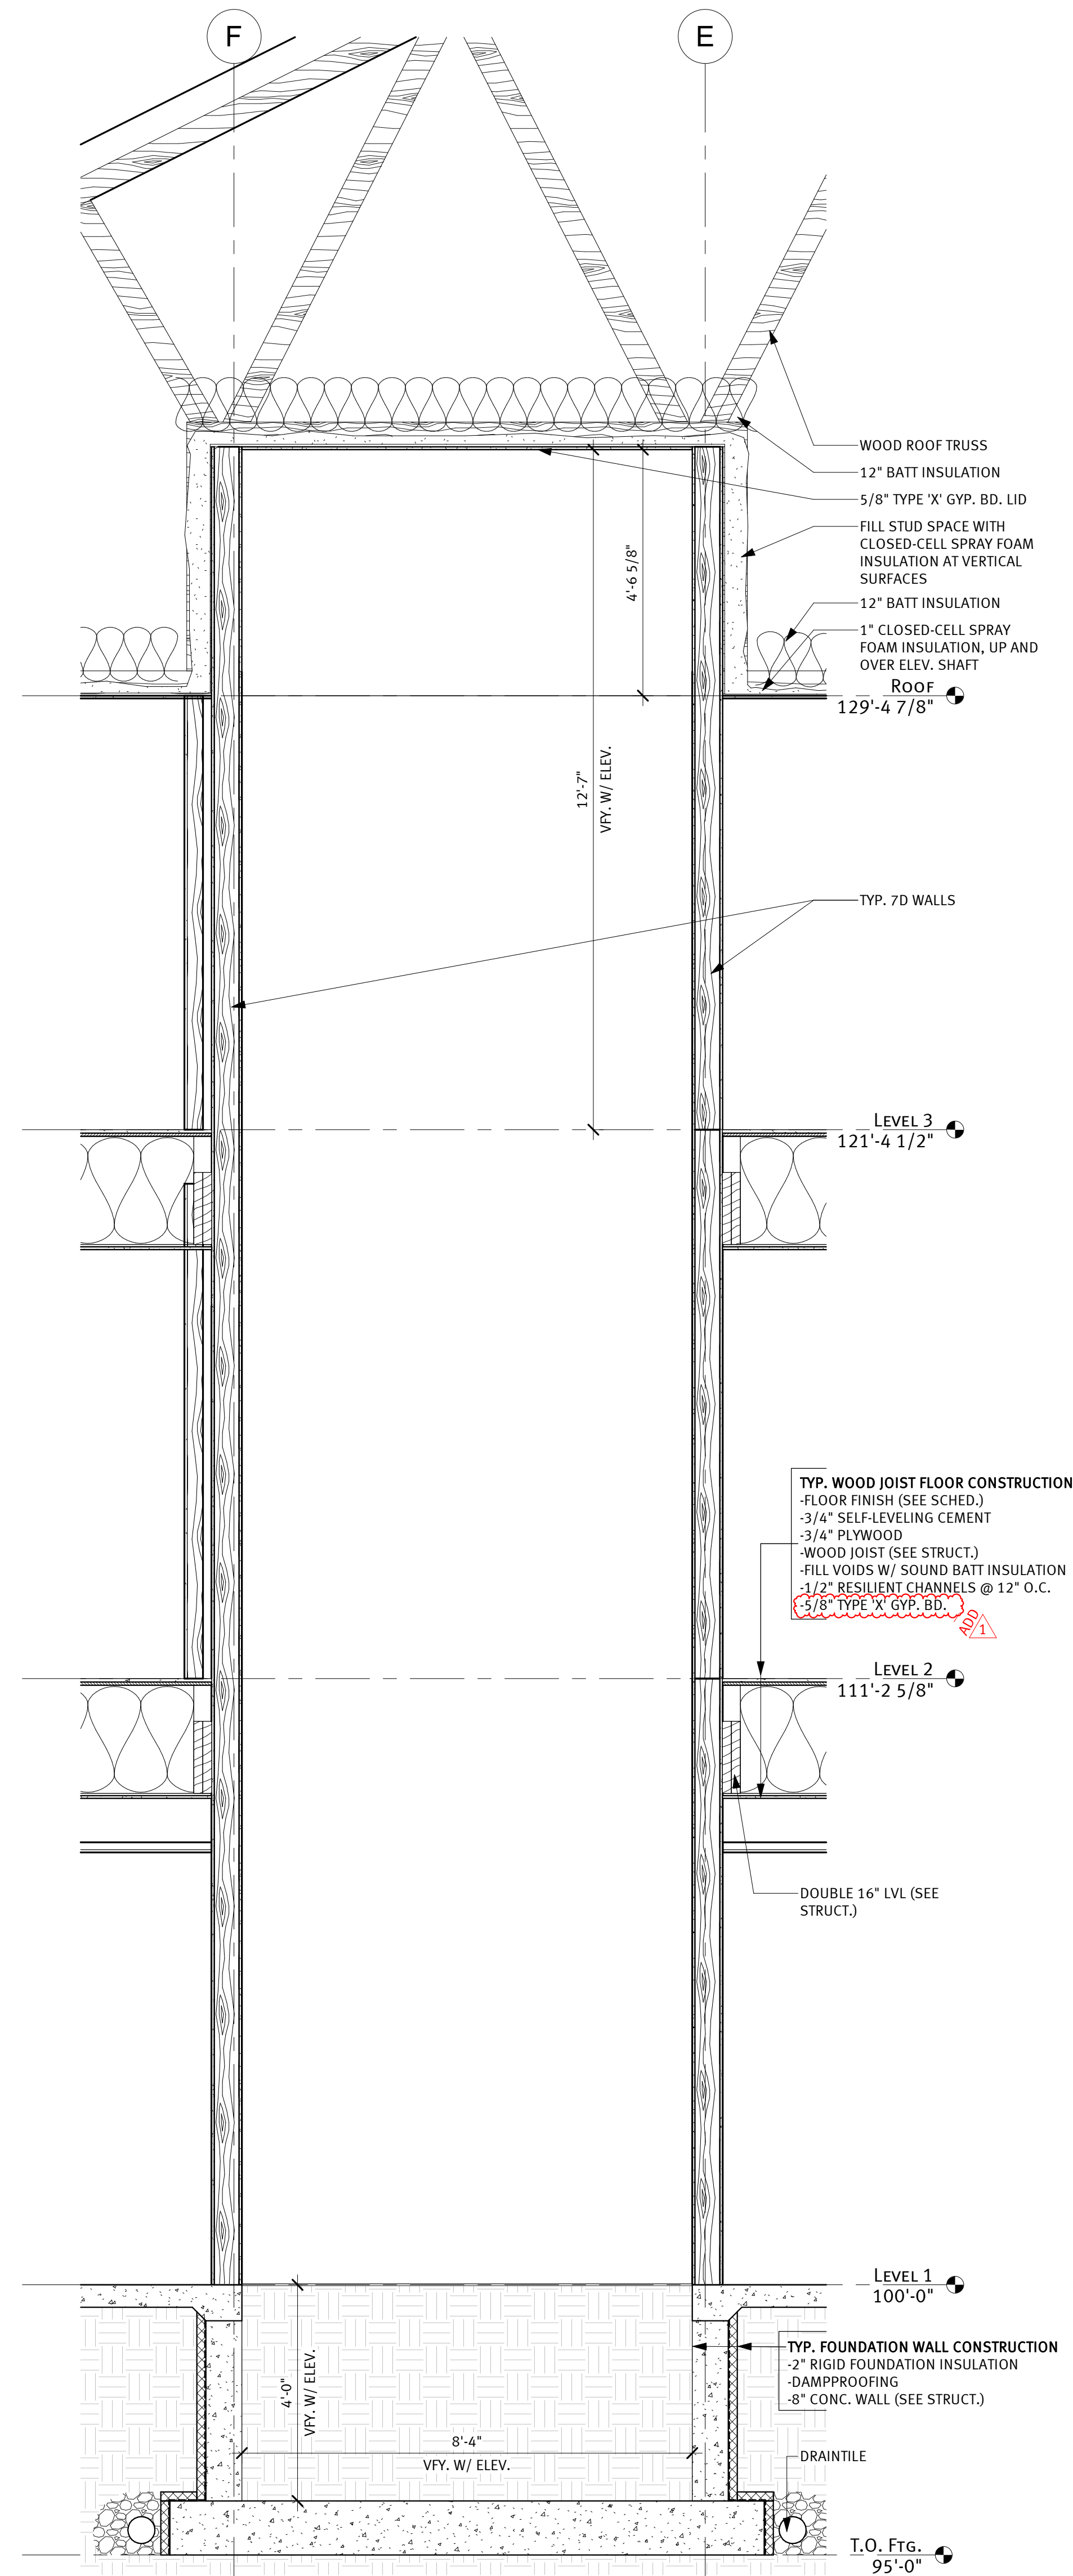 F
E
WOOD ROOF TRUSS
12" BATT INSULATION
5/8" TYPE 'X' GYP. BD. LID
FILL STUD SPACE WITH
CLOSED-CELL SPRAY FOAM
INSULATION AT VERTICAL
SURFACES
12" BATT INSULATION
1" CLOSED-CELL SPRAY
FOAM INSULATION, UP AND
OVER ELEV. SHAFT
ROOF
129'-4 7/8"
4'-6 5/8"
12'-7"
VFY. W/ ELEV.
TYP. 7D WALLS
LEVEL 3
121'-4 1/2"
TYP. WOOD JOIST FLOOR CONSTRUCTION
-FLOOR FINISH (SEE SCHED.)
-3/4" SELF-LEVELING CEMENT
-3/4" PLYWOOD
-WOOD JOIST (SEE STRUCT.)
-FILL VOIDS W/ SOUND BATT INSULATION
-1/2" RESILIENT CHANNELS @ 12" O.C.
-5/8" TYPE 'X' GYP. BD.
ADD
1
LEVEL 2
111'-2 5/8"
DOUBLE 16" LVL (SEE
STRUCT.)
LEVEL 1
100'-0"
TYP. FOUNDATION WALL CONSTRUCTION
-2" RIGID FOUNDATION INSULATION
-DAMPPROOFING
-8" CONC. WALL (SEE STRUCT.)
4'-0"
VFY. W/ ELEV.
8'-4"
VFY. W/ ELEV.
DRAINTILE
T.O. FTG.
95'-0"